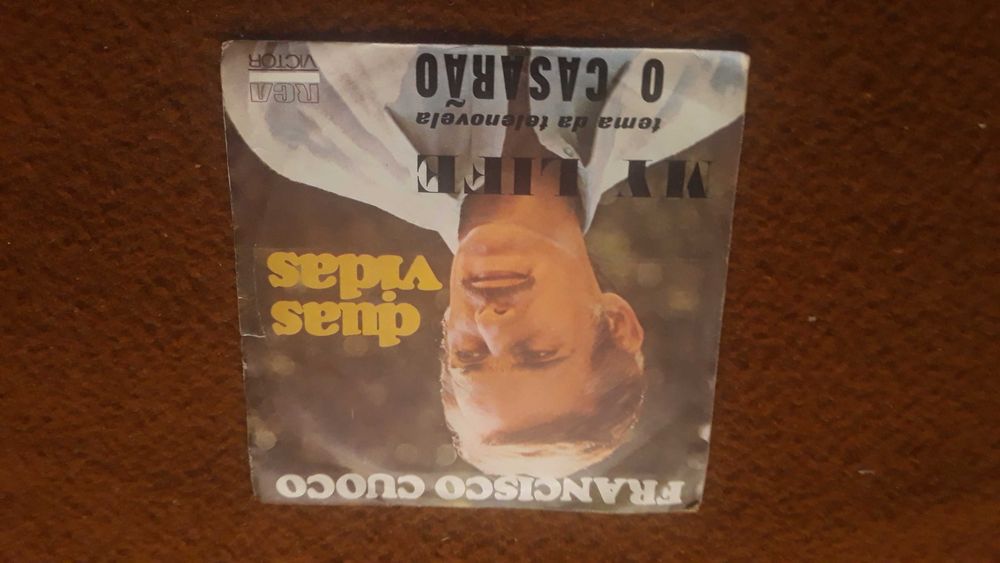 FRANCISCO CUOCO
duas
vidas
MY LIFE
tema da telenovela
O CASARÃO
RCA
VICTOR